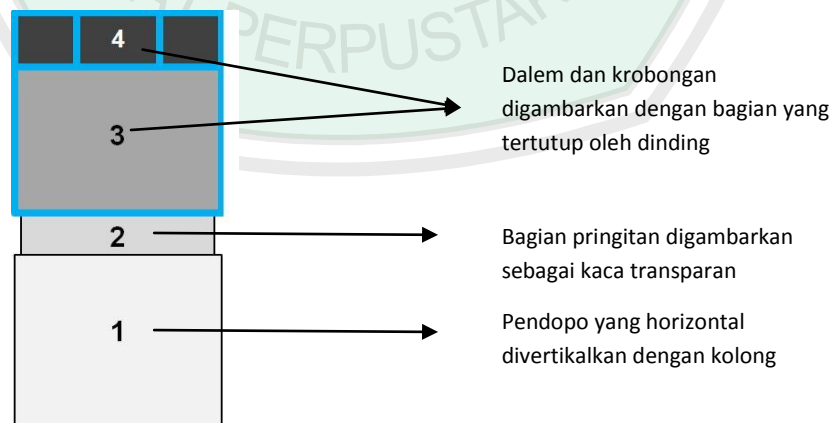 PERPUSTA
4
Dalem dan krobongan
digambarkan dengan bagian yang
tertutup oleh dinding
3
2
Bagian pringitan digambarkan
sebagai kaca transparan
1
Pendopo yang horizontal
divertikalkan dengan kolong